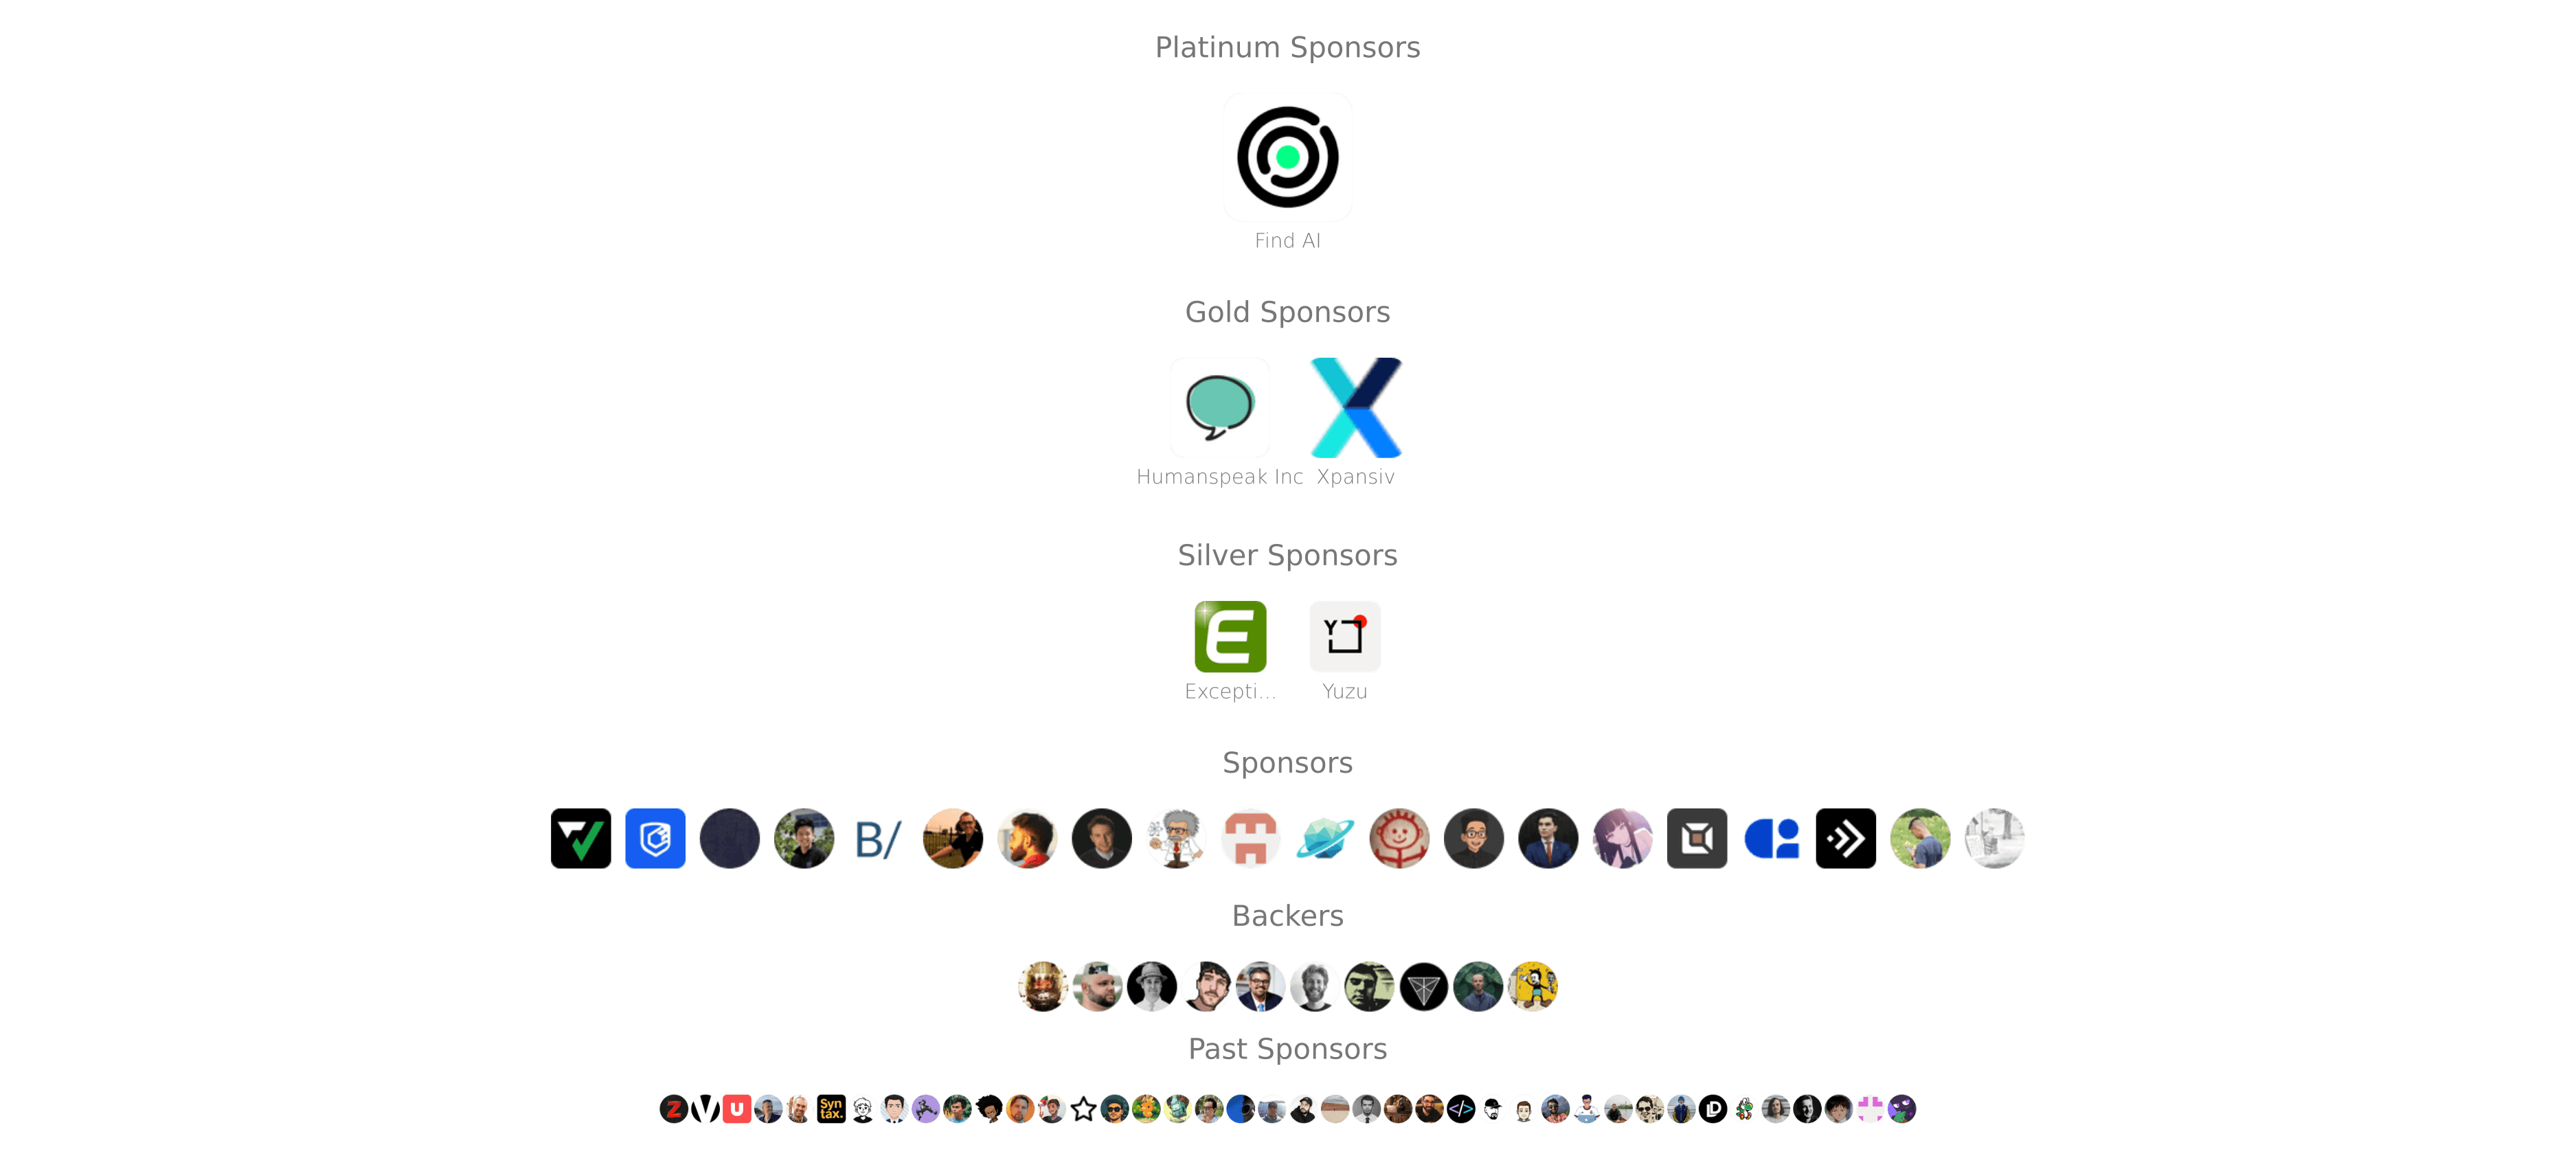 Platinum Sponsors
Find AI
Gold Sponsors
Humanspeak Inc Xpansiv
Silver Sponsors
E Y
Excepti... Yuzu
Sponsors
B/
Backers
Past Sponsors
Z V U Syn
tax. </> D